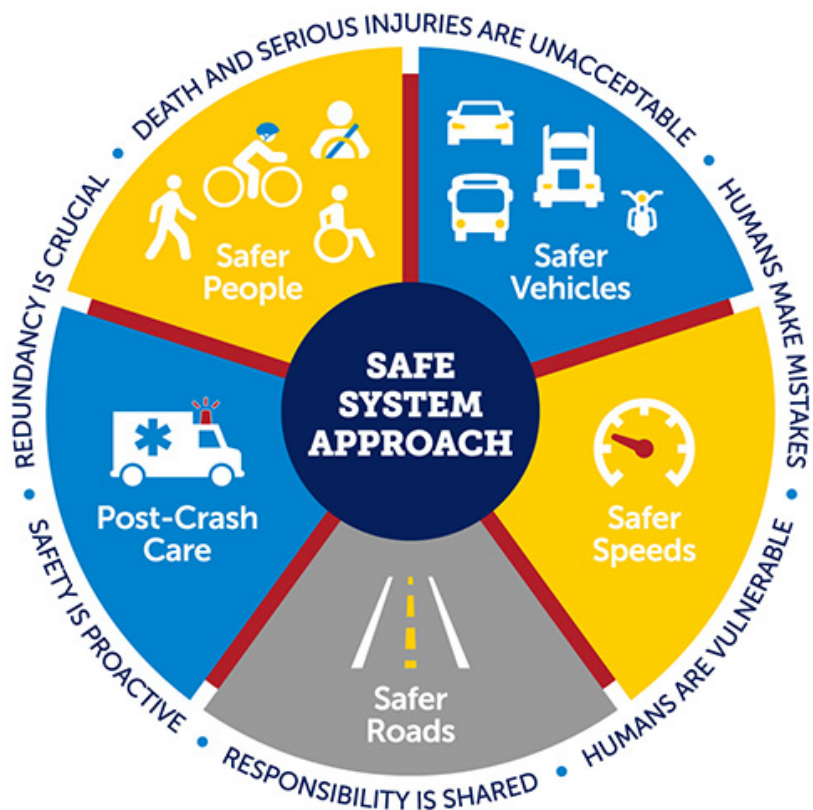 DEATH AND SERIOUS INJURIES ARE UNACCEPTABLE
HUMANS MAKE MISTAKES
HUMANS ARE VULNERABLE
RESPONSIBILITY IS SHARED
SAFETY IS PROACTIVE
REDUNDANCY IS CRUCIAL
Safer
People
Safer
Vehicles
SAFE
SYSTEM
APPROACH
Post-Crash
Care
Safer
Speeds
Safer
Roads